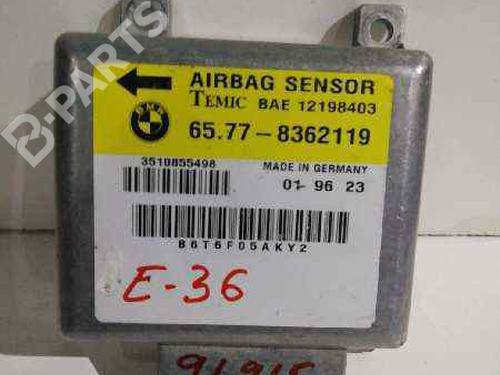 B-PARTS
AIRBAG SENSOR
BMW
TEMIC BAE 12198403
65.77-8362119
3510855498
MADE IN GERMANY
01 96 23
B6T6F05AKY2
E-36